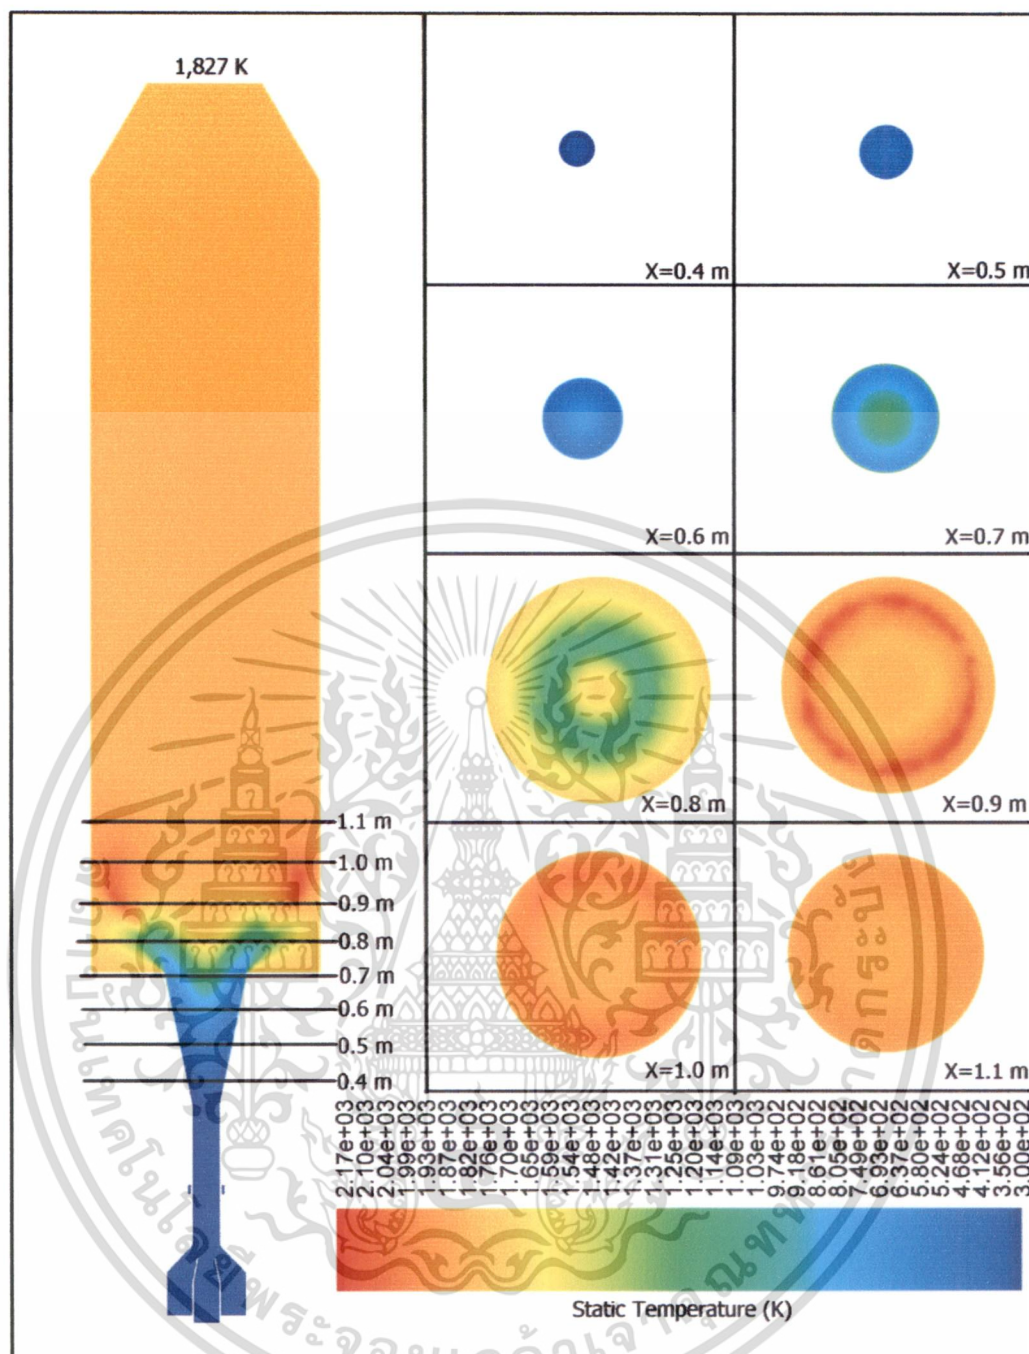 1,827 K
X=0.4 m
X=0.5 m
X=0.6 m
X=0.7 m
X=0.8 m
X=0.9 m
X=1.0 m
X=1.1 m
1.1 m
1.0 m
0.9 m
0.8 m
0.7 m
0.6 m
0.5 m
0.4 m
2.17e+03
2.10e+03
2.04e+03
1.99e+03
1.93e+03
1.87e+03
1.82e+03
1.76e+03
1.70e+03
1.65e+03
1.59e+03
1.54e+03
1.48e+03
1.42e+03
1.37e+03
1.31e+03
1.25e+03
1.20e+03
1.14e+03
1.09e+03
1.03e+03
9.74e+02
9.18e+02
8.61e+02
8.05e+02
7.49e+02
6.93e+02
6.37e+02
5.80e+02
5.24e+02
4.68e+02
4.12e+02
3.56e+02
3.00e+02
Static Temperature (K)